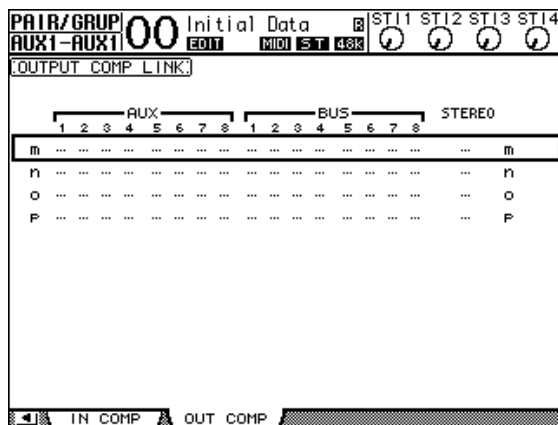 PAIR/GRUP 00 Initial Data R STI1 STI2 STI3 STI4
AUX1-AUX1 EDIT MIDI S.T 48k
OUTPUT COMP LINK
AUX BUS STEREO
1 2 3 4 5 6 7 8 1 2 3 4 5 6 7 8
m m
n n
o o
p p
IN COMP OUT COMP